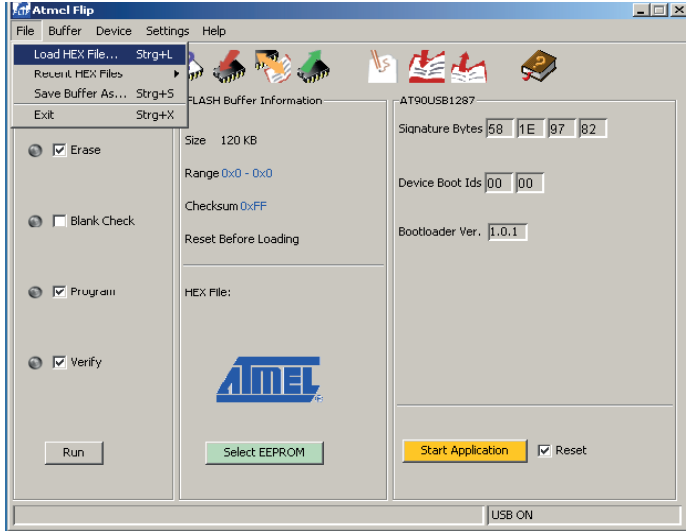 Atmel Flip
File Buffer Device Settings Help
Load HEX File... Strg+L
Recent HEX Files
Save Buffer As... Strg+S
Exit Strg+X
Erase
Blank Check
Program
Verify
Run
FLASH Buffer Information
Size 120 KB
Range 0x0 - 0x0
Checksum 0xFF
Reset Before Loading
HEX File:
ATMEL
Select EEPROM
AT90USB1287
Signature Bytes 58 1E 97 82
Device Boot Ids 00 00
Bootloader Ver. 1.0.1
Start Application Reset
USB ON